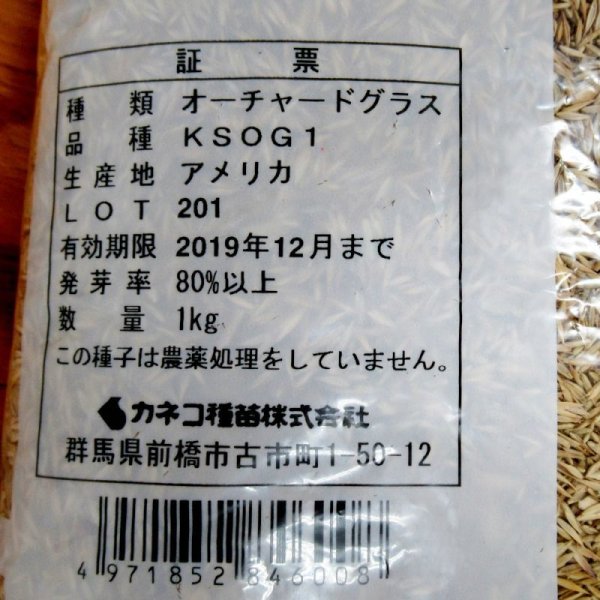 証 票
種 類 オーチャードグラス
品 種 KSOG1
生産地 アメリカ
LOT 201
有効期限 2019年12月まで
発芽率 80%以上
数 量 1kg
この種子は農薬処理をしていません。
カネコ種苗株式会社
群馬県前橋市古市町1-50-12
4 971852 846008